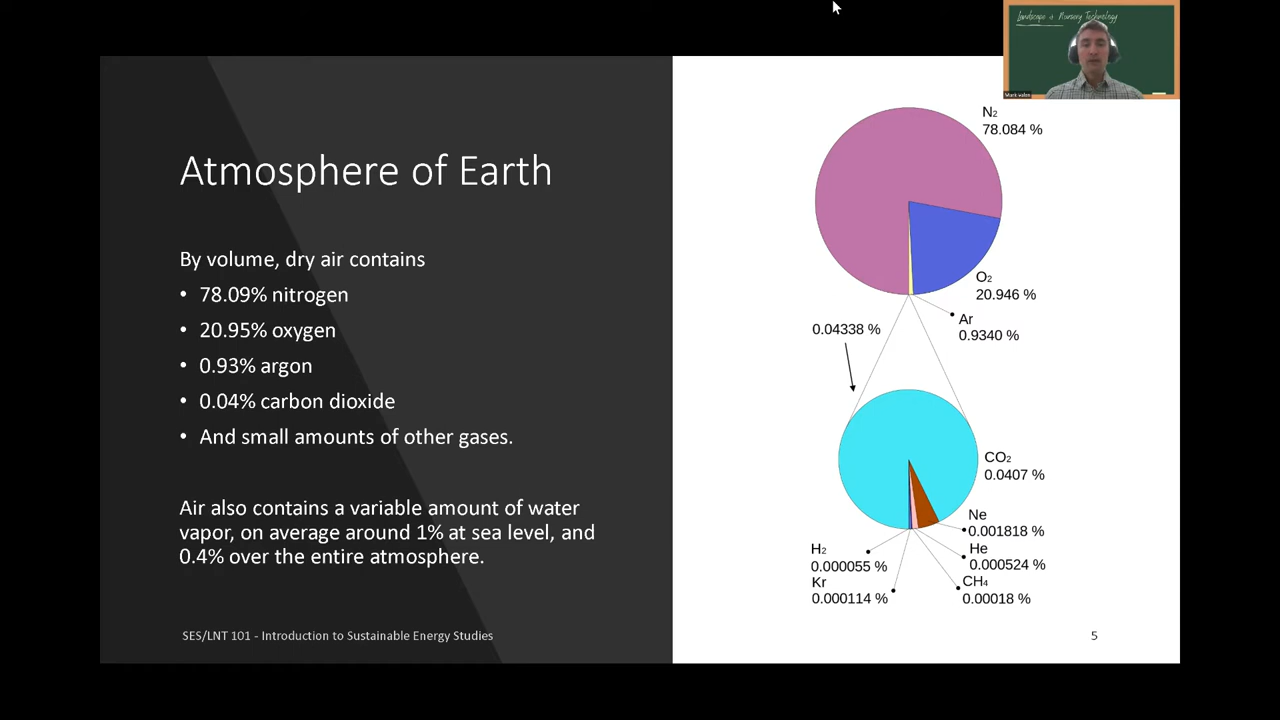 Landscape & Nursery Technology
Mark Hafen
Atmosphere of Earth
By volume, dry air contains
• 78.09% nitrogen
• 20.95% oxygen
• 0.93% argon
• 0.04% carbon dioxide
• And small amounts of other gases.
Air also contains a variable amount of water
vapor, on average around 1% at sea level, and
0.4% over the entire atmosphere.
SES/LNT 101 - Introduction to Sustainable Energy Studies
N₂
78.084 %
O₂
20.946 %
Ar
0.9340 %
0.04338 %
CO₂
0.0407 %
Ne
0.001818 %
He
0.000524 %
CH₄
0.00018 %
H₂
0.000055 %
Kr
0.000114 %
5